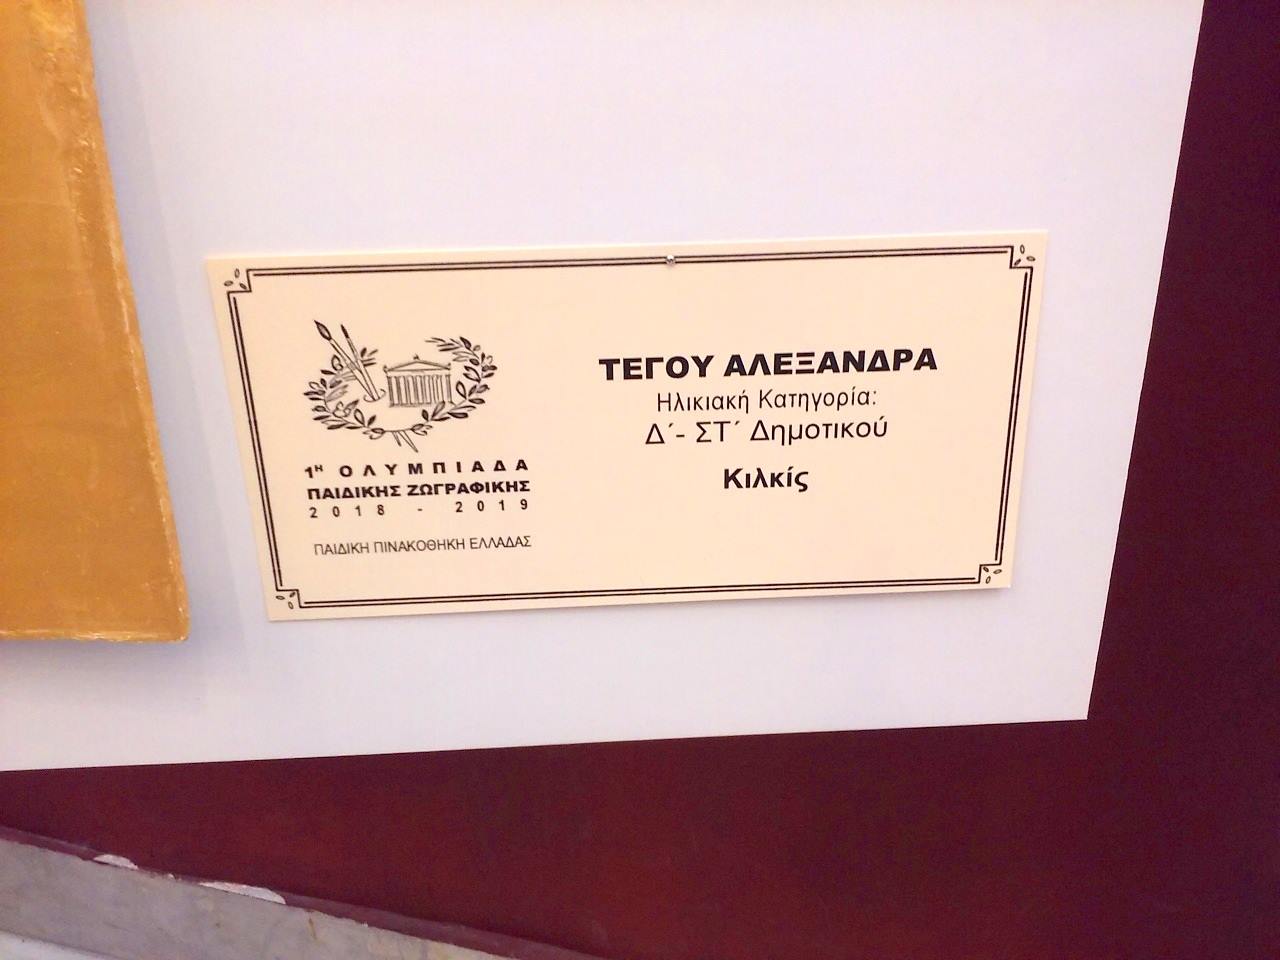 1Η ΟΛΥΜΠΙΑΔΑ
ΠΑΙΔΙΚΗΣ ΖΩΓΡΑΦΙΚΗΣ
2018 - 2019
ΠΑΙΔΙΚΗ ΠΙΝΑΚΟΘΗΚΗ ΕΛΛΑΔΑΣ
ΤΕΓΟΥ ΑΛΕΞΑΝΔΡΑ
Ηλικιακή Κατηγορία:
Δ΄- ΣΤ΄ Δημοτικού
Κιλκίς